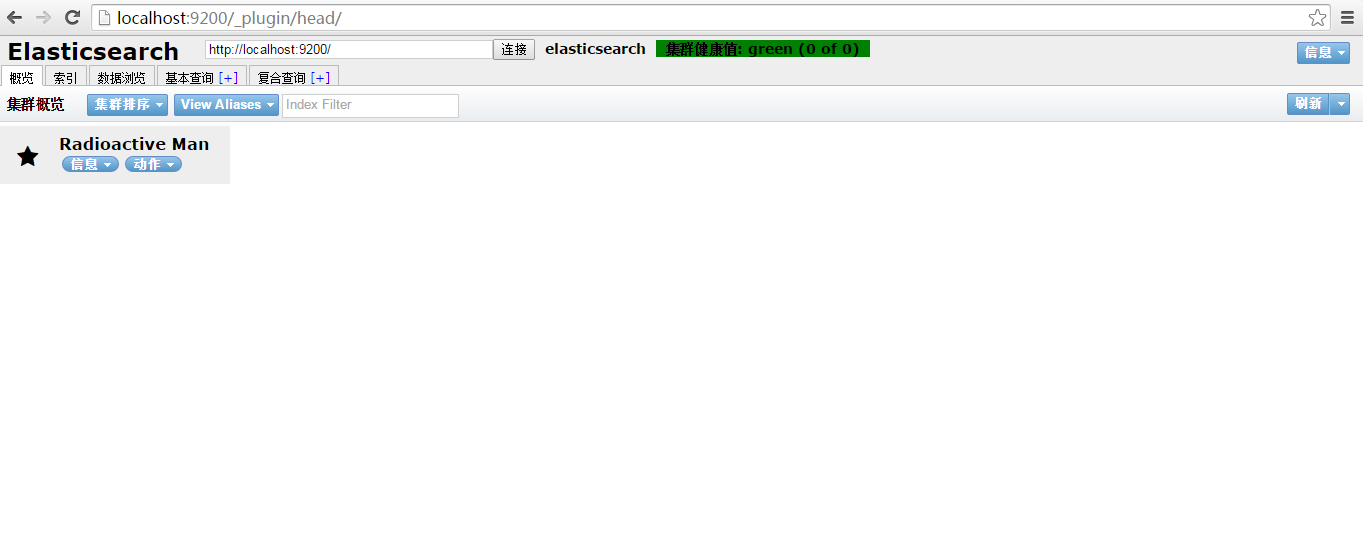 localhost:9200/_plugin/head/
Elasticsearch http://localhost:9200/ 连接 elasticsearch 集群健康值: green (0 of 0) 信息
概览 索引 数据浏览 基本查询 [+] 复合查询 [+]
集群概览 集群排序 View Aliases Index Filter 刷新
Radioactive Man
信息 动作